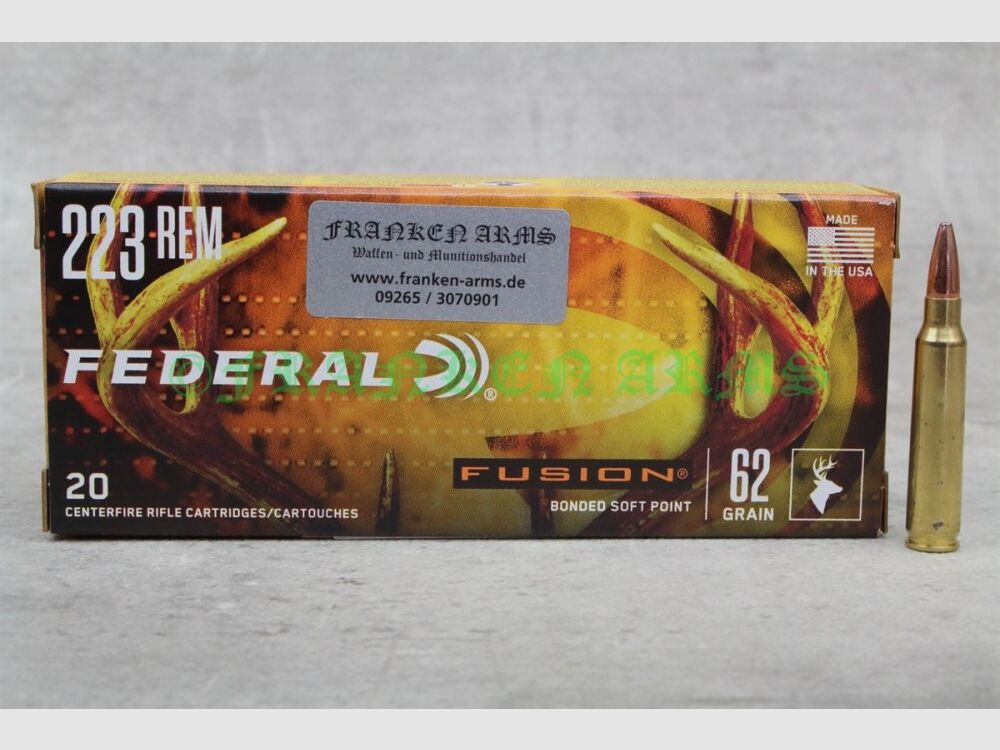 223 REM
FRANKEN ARMS
Waffen- und Munitionshandel
www.franken-arms.de
09265 / 3070901
MADE
IN THE USA
FEDERAL ®
© FRANKEN ARMS
FUSION®
BONDED SOFT POINT
62
GRAIN
20
CENTERFIRE RIFLE CARTRIDGES/CARTOUCHES